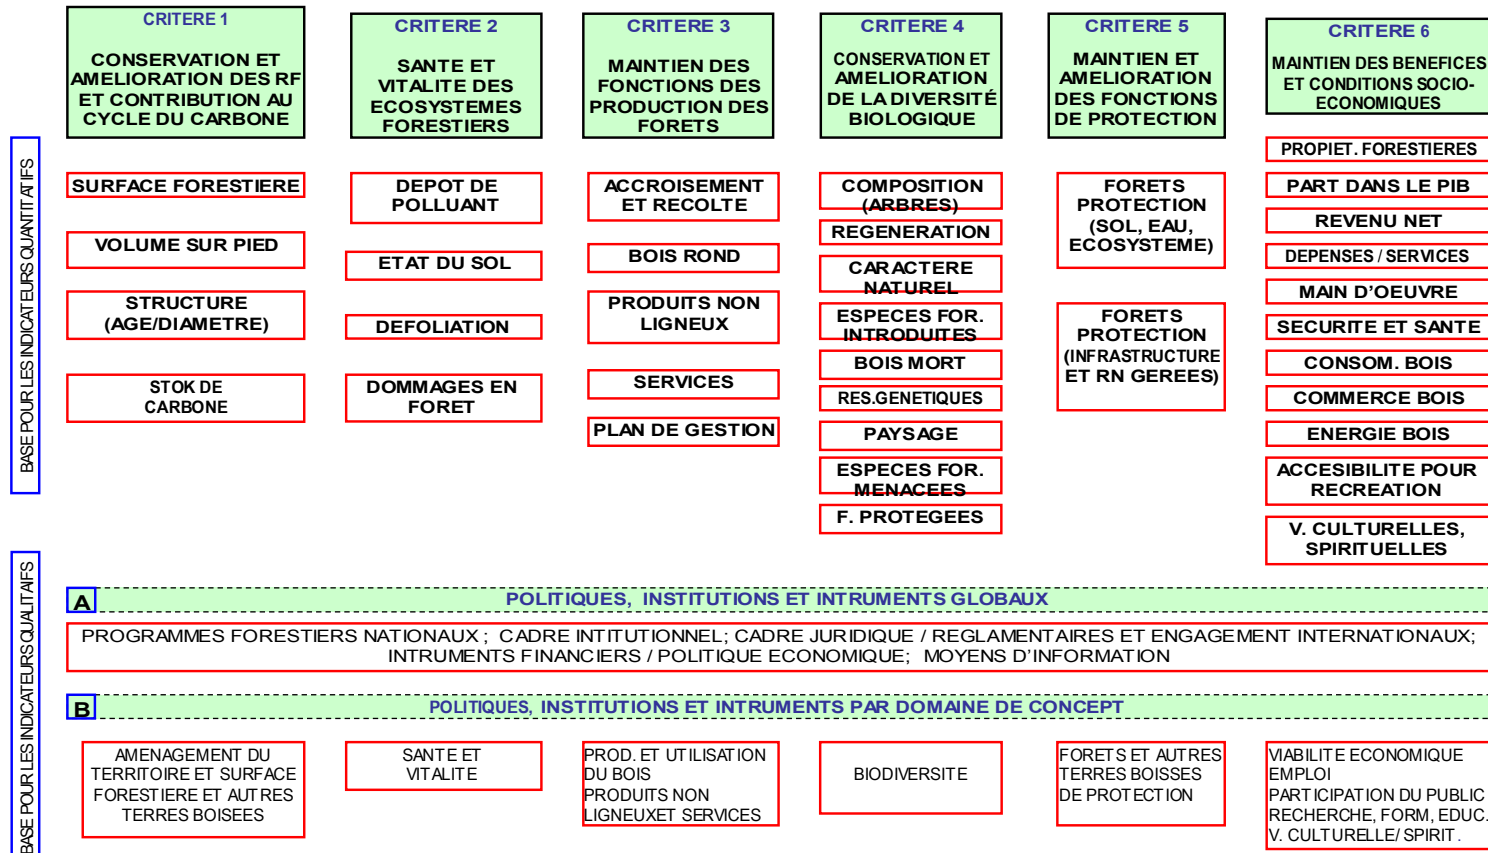 CRITERE 1
CONSERVATION ET
AMELIORATION DES RF
ET CONTRIBUTION AU
CYCLE DU CARBONE
CRITERE 2
SANTE ET
VITALITE DES
ECOSYSTEMES
FORESTIERS
CRITERE 3
MAINTIEN DES
FONCTIONS DES
PRODUCTION DES
FORETS
CRITERE 4
CONSERVATION ET
AMELIORATION
DE LA DIVERSITÉ
BIOLOGIQUE
CRITERE 5
MAINTIEN ET
AMELIORATION
DES FONCTIONS
DE PROTECTION
CRITERE 6
MAINTIEN DES BENEFICES
ET CONDITIONS SOCIO-
ECONOMIQUES
BASE POUR LES INDICATEURS QUANTITATIFS
SURFACE FORESTIERE
VOLUME SUR PIED
STRUCTURE
(AGE/DIAMETRE)
STOK DE
CARBONE
DEPOT DE
POLLUANT
ETAT DU SOL
DEFOLIATION
DOMMAGES EN
FORET
ACCROISEMENT
ET RECOLTE
BOIS ROND
PRODUITS NON
LIGNEUX
SERVICES
PLAN DE GESTION
COMPOSITION
(ARBRES)
REGENERATION
CARACTERE
NATUREL
ESPECES FOR.
INTRODUITES
BOIS MORT
RES.GENETIQUES
PAYSAGE
ESPECES FOR.
MENACEES
F. PROTEGEES
FORETS
PROTECTION
(SOL, EAU,
ECOSYSTEME)
FORETS
PROTECTION
(INFRASTRUCTURE
ET RN GEREES)
PROPIET. FORESTIERES
PART DANS LE PIB
REVENU NET
DEPENSES / SERVICES
MAIN D'OEUVRE
SECURITE ET SANTE
CONSOM. BOIS
COMMERCE BOIS
ENERGIE BOIS
ACCESIBILITE POUR
RECREATION
V. CULTURELLES,
SPIRITUELLES
BASE POUR LES INDICATEURS QUALITAIFS
A
POLITIQUES, INSTITUTIONS ET INTRUMENTS GLOBAUX
PROGRAMMES FORESTIERS NATIONAUX ; CADRE INTITUTIONNEL; CADRE JURIDIQUE / REGLAMENTAIRES ET ENGAGEMENT INTERNATIONAUX;
INTRUMENTS FINANCIERS / POLITIQUE ECONOMIQUE; MOYENS D'INFORMATION
B
POLITIQUES, INSTITUTIONS ET INTRUMENTS PAR DOMAINE DE CONCEPT
AMENAGEMENT DU
TERRITOIRE ET SURFACE
FORESTIERE ET AUTRES
TERRES BOISEES
SANTE ET
VITALITE
PROD. ET UTILISATION
DU BOIS
PRODUITS NON
LIGNEUXET SERVICES
BIODIVERSITE
FORETS ET AUTRES
TERRES BOISSES
DE PROTECTION
VIABILITE ECONOMIQUE
EMPLOI
PARTICIPATION DU PUBLIC
RECHERCHE, FORM, EDUC.
V. CULTURELLE/ SPIRIT.